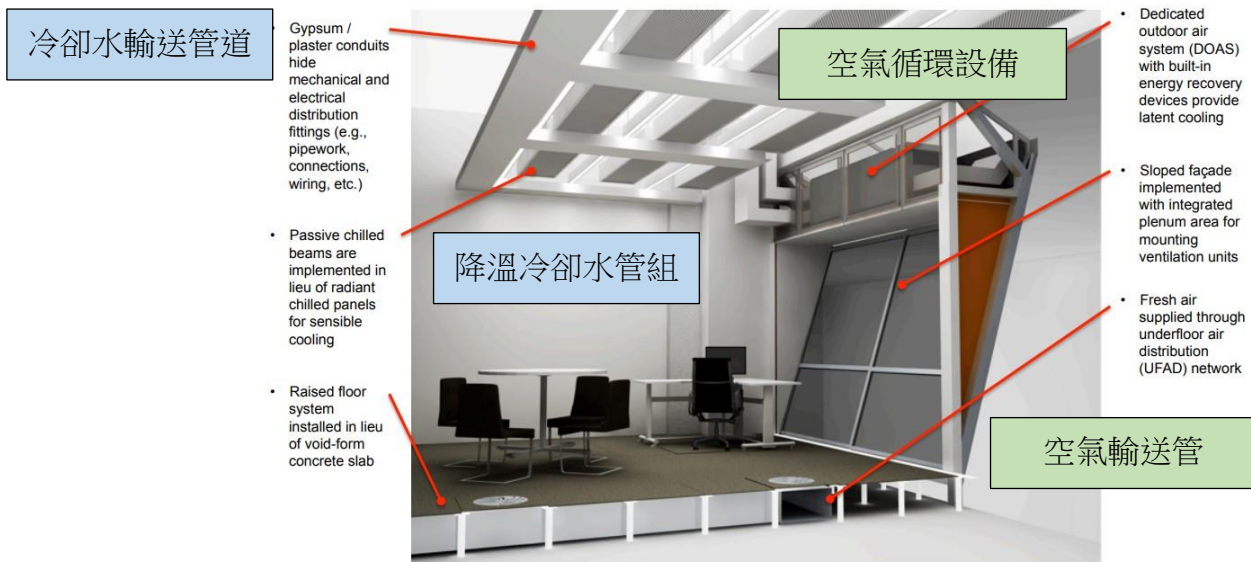 冷卻水輸送管道
• Gypsum /
plaster conduits
hide
mechanical and
electrical
distribution
fittings (e.g.,
pipework,
connections,
wiring, etc.)
• Passive chilled
beams are
implemented in
lieu of radiant
chilled panels
for sensible
cooling
• Raised floor
system
installed in lieu
of void-form
concrete slab
降溫冷卻水管組
空氣循環設備
• Dedicated
outdoor air
system (DOAS)
with built-in
energy recovery
devices provide
latent cooling
• Sloped façade
implemented
with integrated
plenum area for
mounting
ventilation units
• Fresh air
supplied through
underfloor air
distribution
(UFAD) network
空氣輸送管